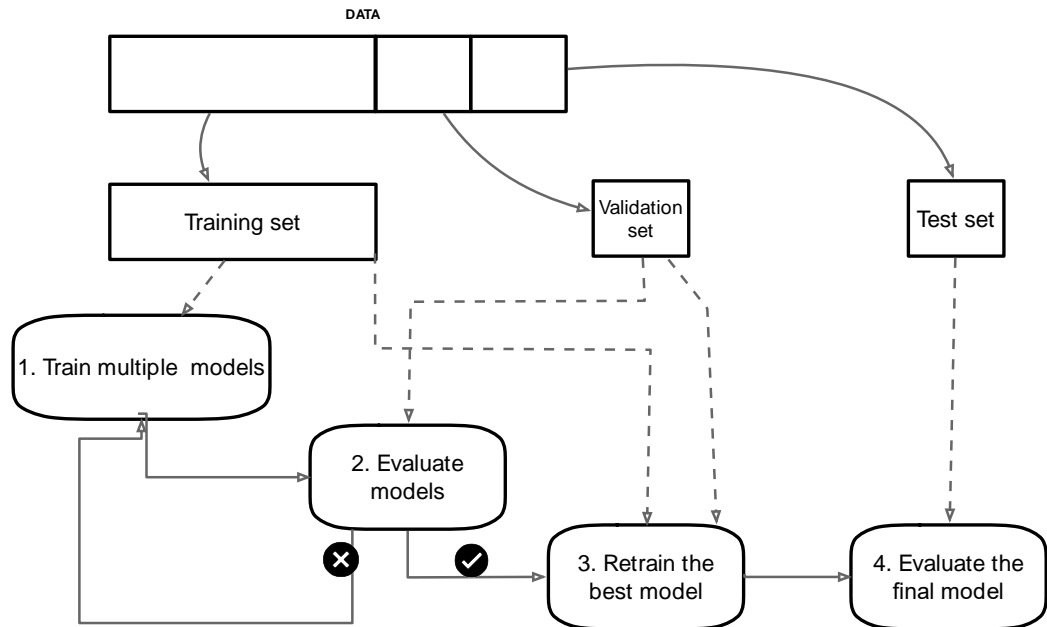 DATA
Training set
Validation
set
Test set
1. Train multiple models
2. Evaluate
models
3. Retrain the
best model
4. Evaluate the
final model